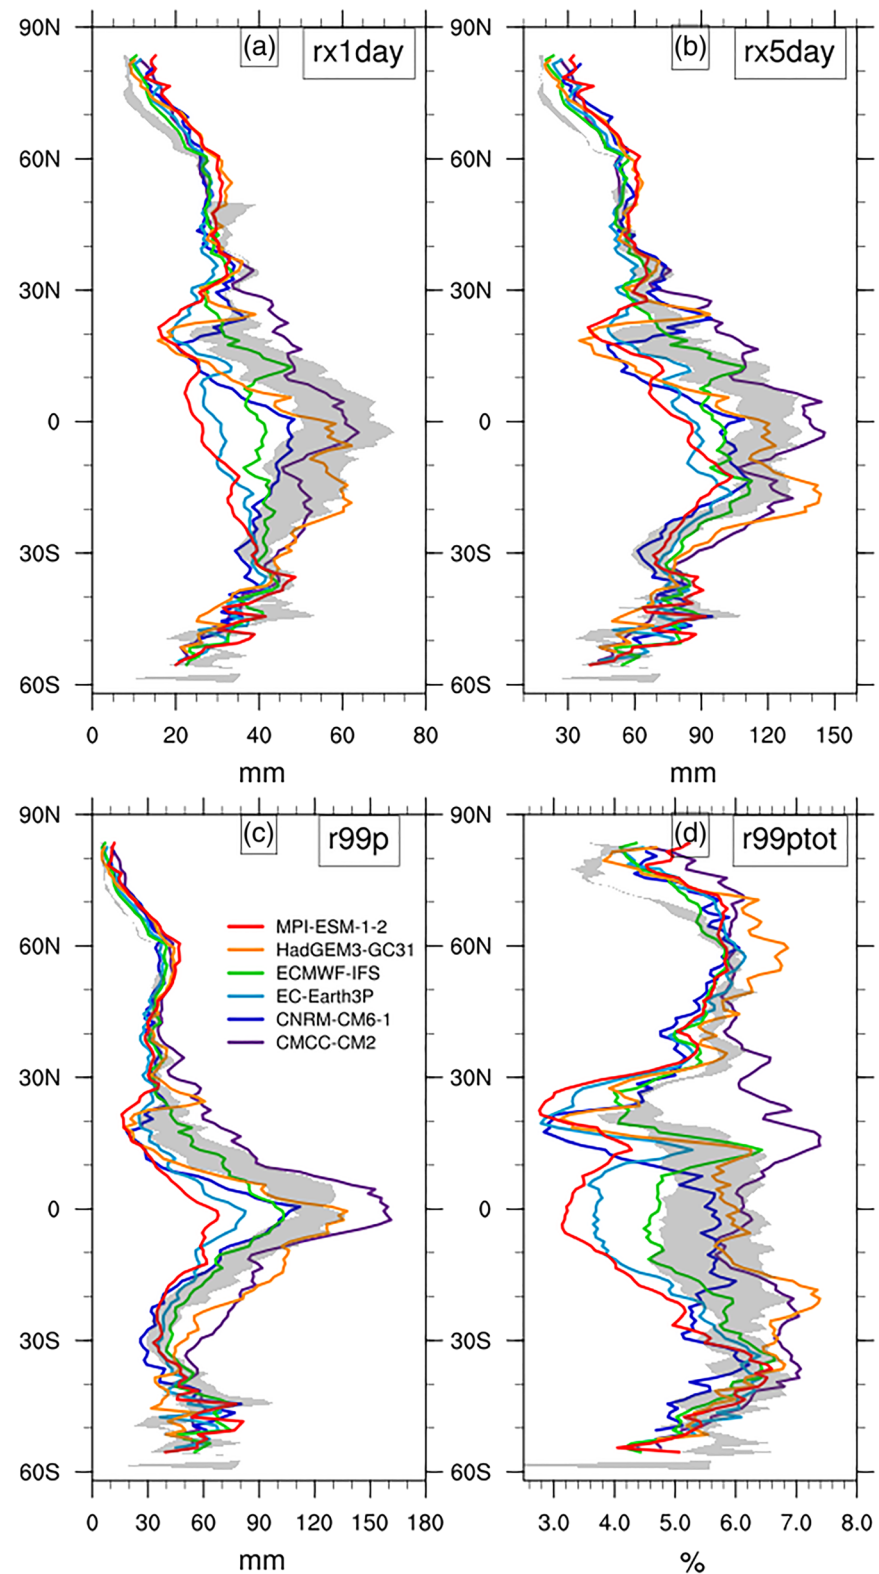 90N (a) rx1day
60N
30N
0
30S
60S
0 20 40 60 80
mm
90N (b) rx5day
60N
30N
0
30S
60S
30 60 90 120 150
mm
90N (c) r99p
60N
30N
0
30S
60S
MPI-ESM-1-2
HadGEM3-GC31
ECMWF-IFS
EC-Earth3P
CNRM-CM6-1
CMCC-CM2
0 30 60 90 120 150 180
mm
90N (d) r99ptot
60N
30N
0
30S
60S
3.0 4.0 5.0 6.0 7.0 8.0
%